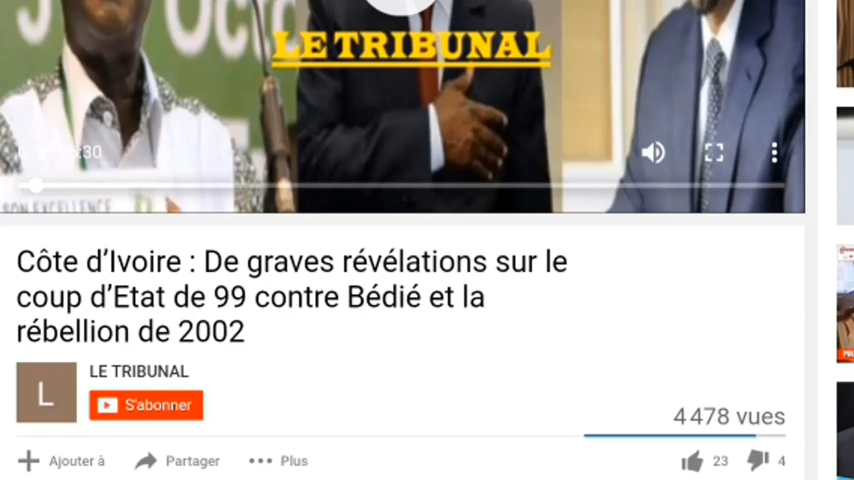 LE TRIBUNAL
:30
Côte d’Ivoire : De graves révélations sur le
coup d’Etat de 99 contre Bédié et la
rébellion de 2002
L
LE TRIBUNAL
S'abonner
4 478 vues
Ajouter à
Partager
Plus
23
4